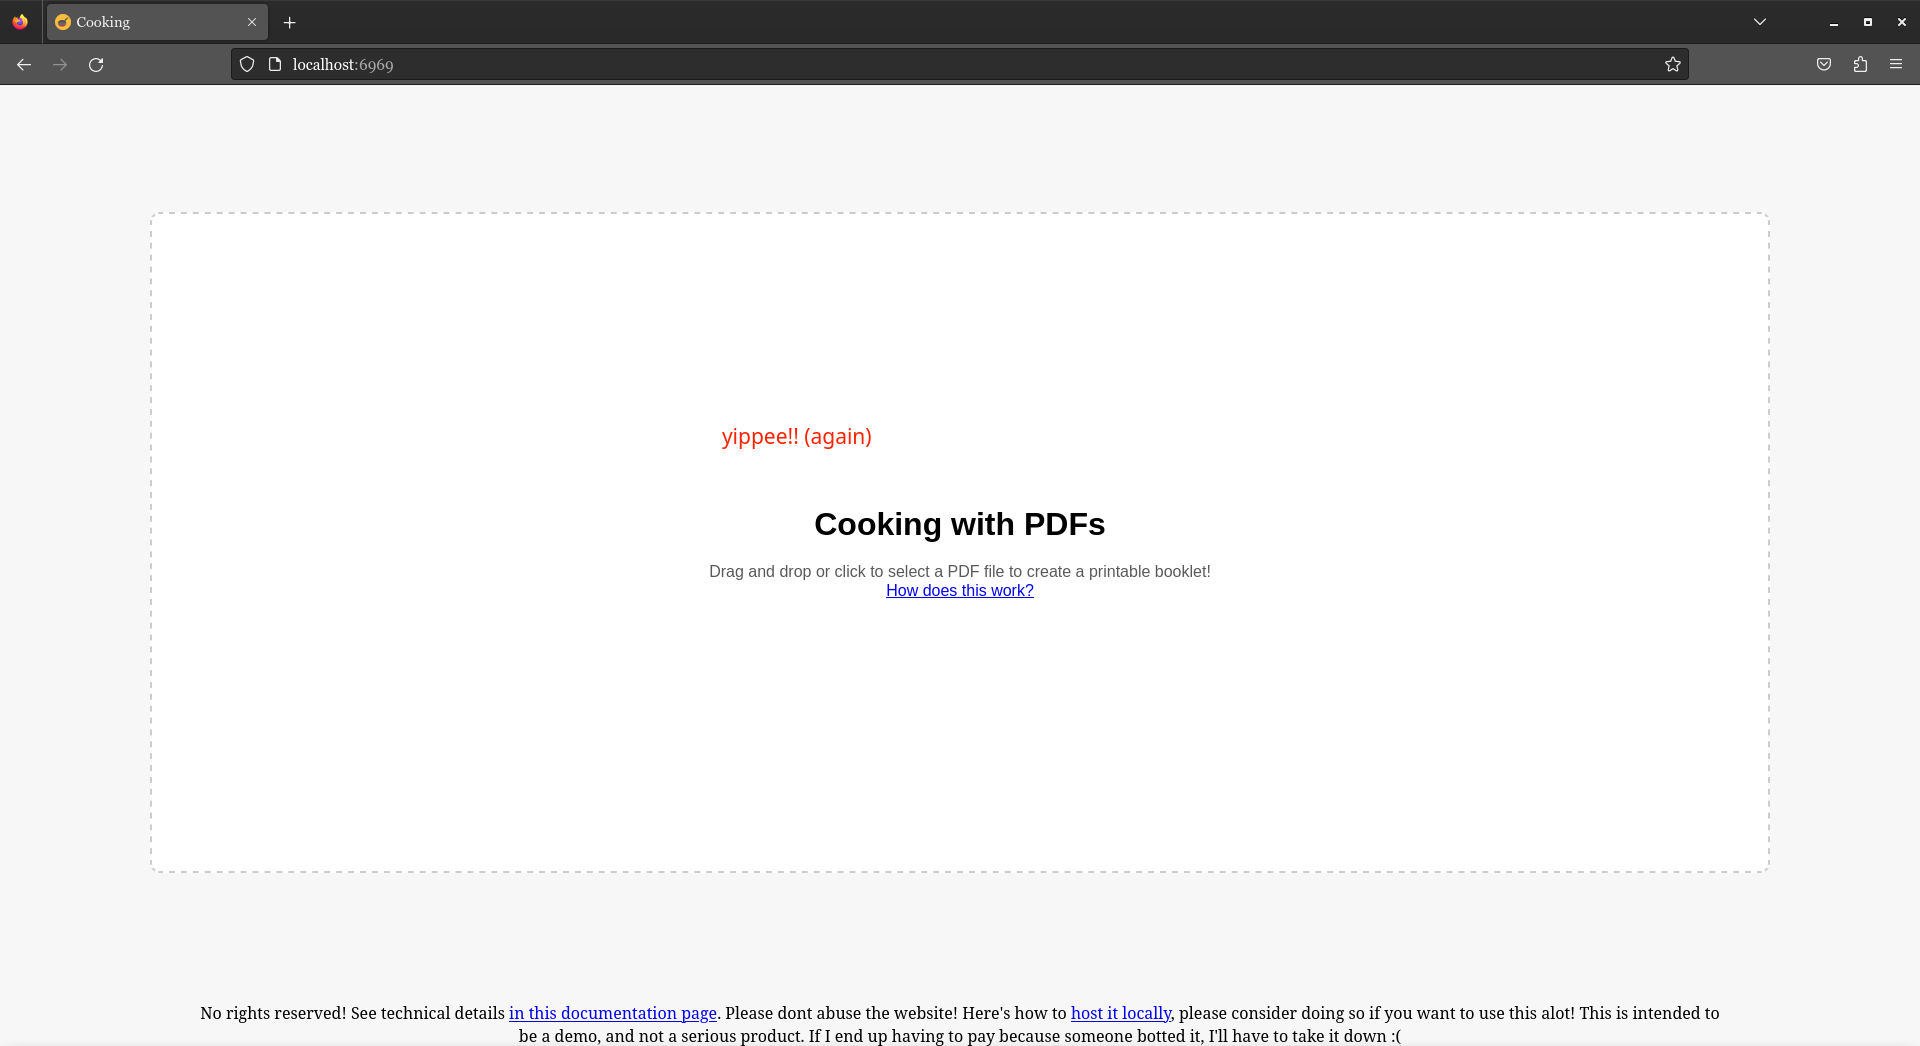 Cooking
localhost:6969
yippee!! (again)
Cooking with PDFs
Drag and drop or click to select a PDF file to create a printable booklet!
How does this work?
No rights reserved! See technical details in this documentation page. Please dont abuse the website! Here's how to host it locally, please consider doing so if you want to use this alot! This is intended to
be a demo, and not a serious product. If I end up having to pay because someone botted it, I'll have to take it down :(